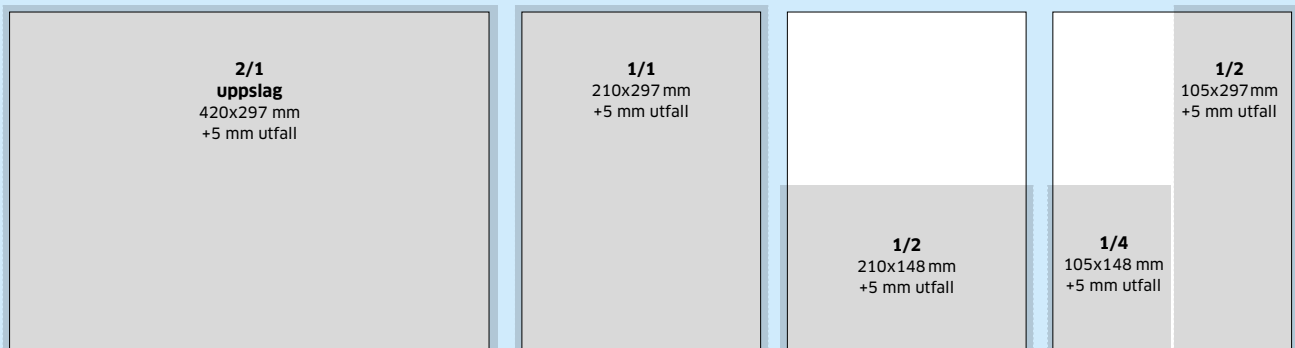 2/1
uppslag
420x297 mm
+5 mm utfall
1/1
210x297 mm
+5 mm utfall
1/2
210x148 mm
+5 mm utfall
1/4
105x148 mm
+5 mm utfall
1/2
105x297 mm
+5 mm utfall